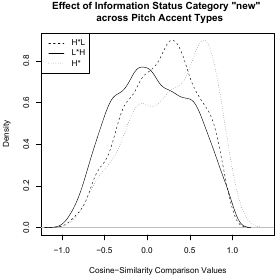 Effect of Information Status Category "new"
across Pitch Accent Types
H*L
L*H
H*
Density
0.0
0.2
0.4
0.6
0.8
−1.0
−0.5
0.0
0.5
1.0
Cosine−Similarity Comparison Values